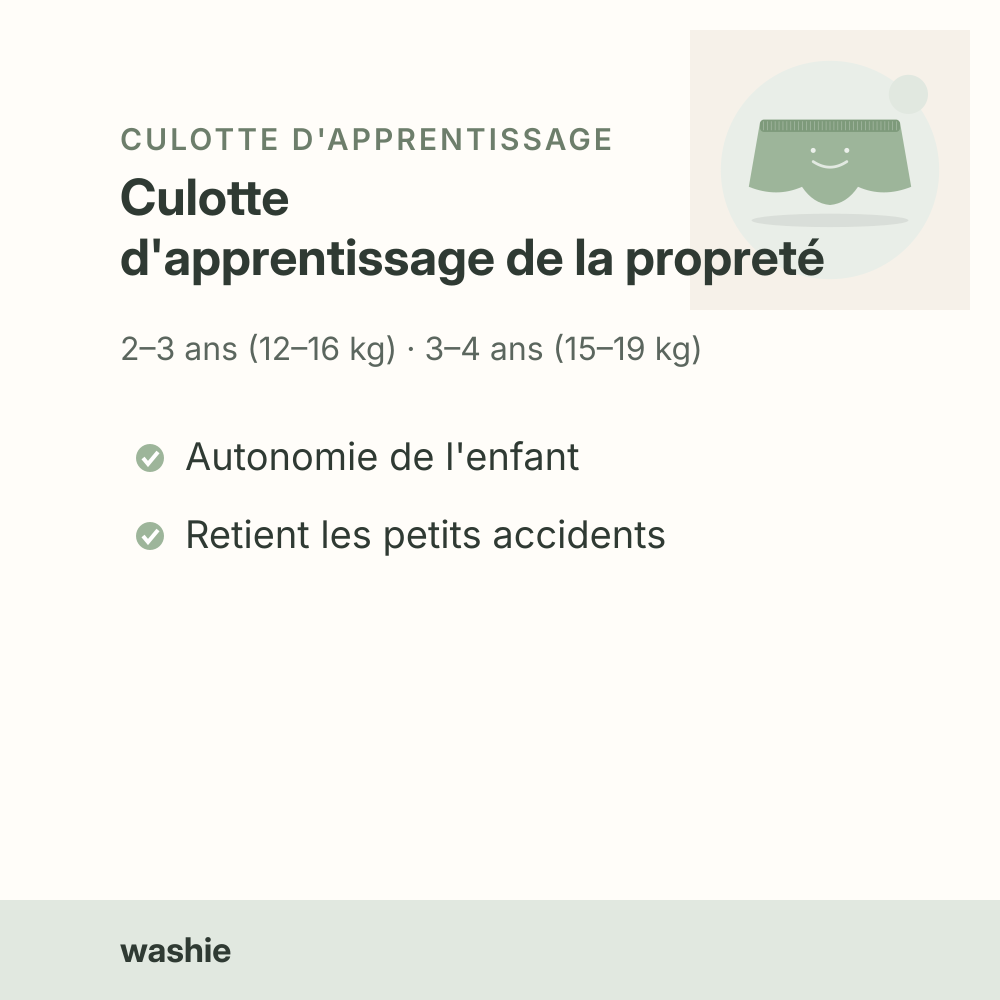 CULOTTE D'APPRENTISSAGE
Culotte
d'apprentissage de la propreté
2–3 ans (12–16 kg) · 3–4 ans (15–19 kg)
Autonomie de l'enfant
Retient les petits accidents
washie